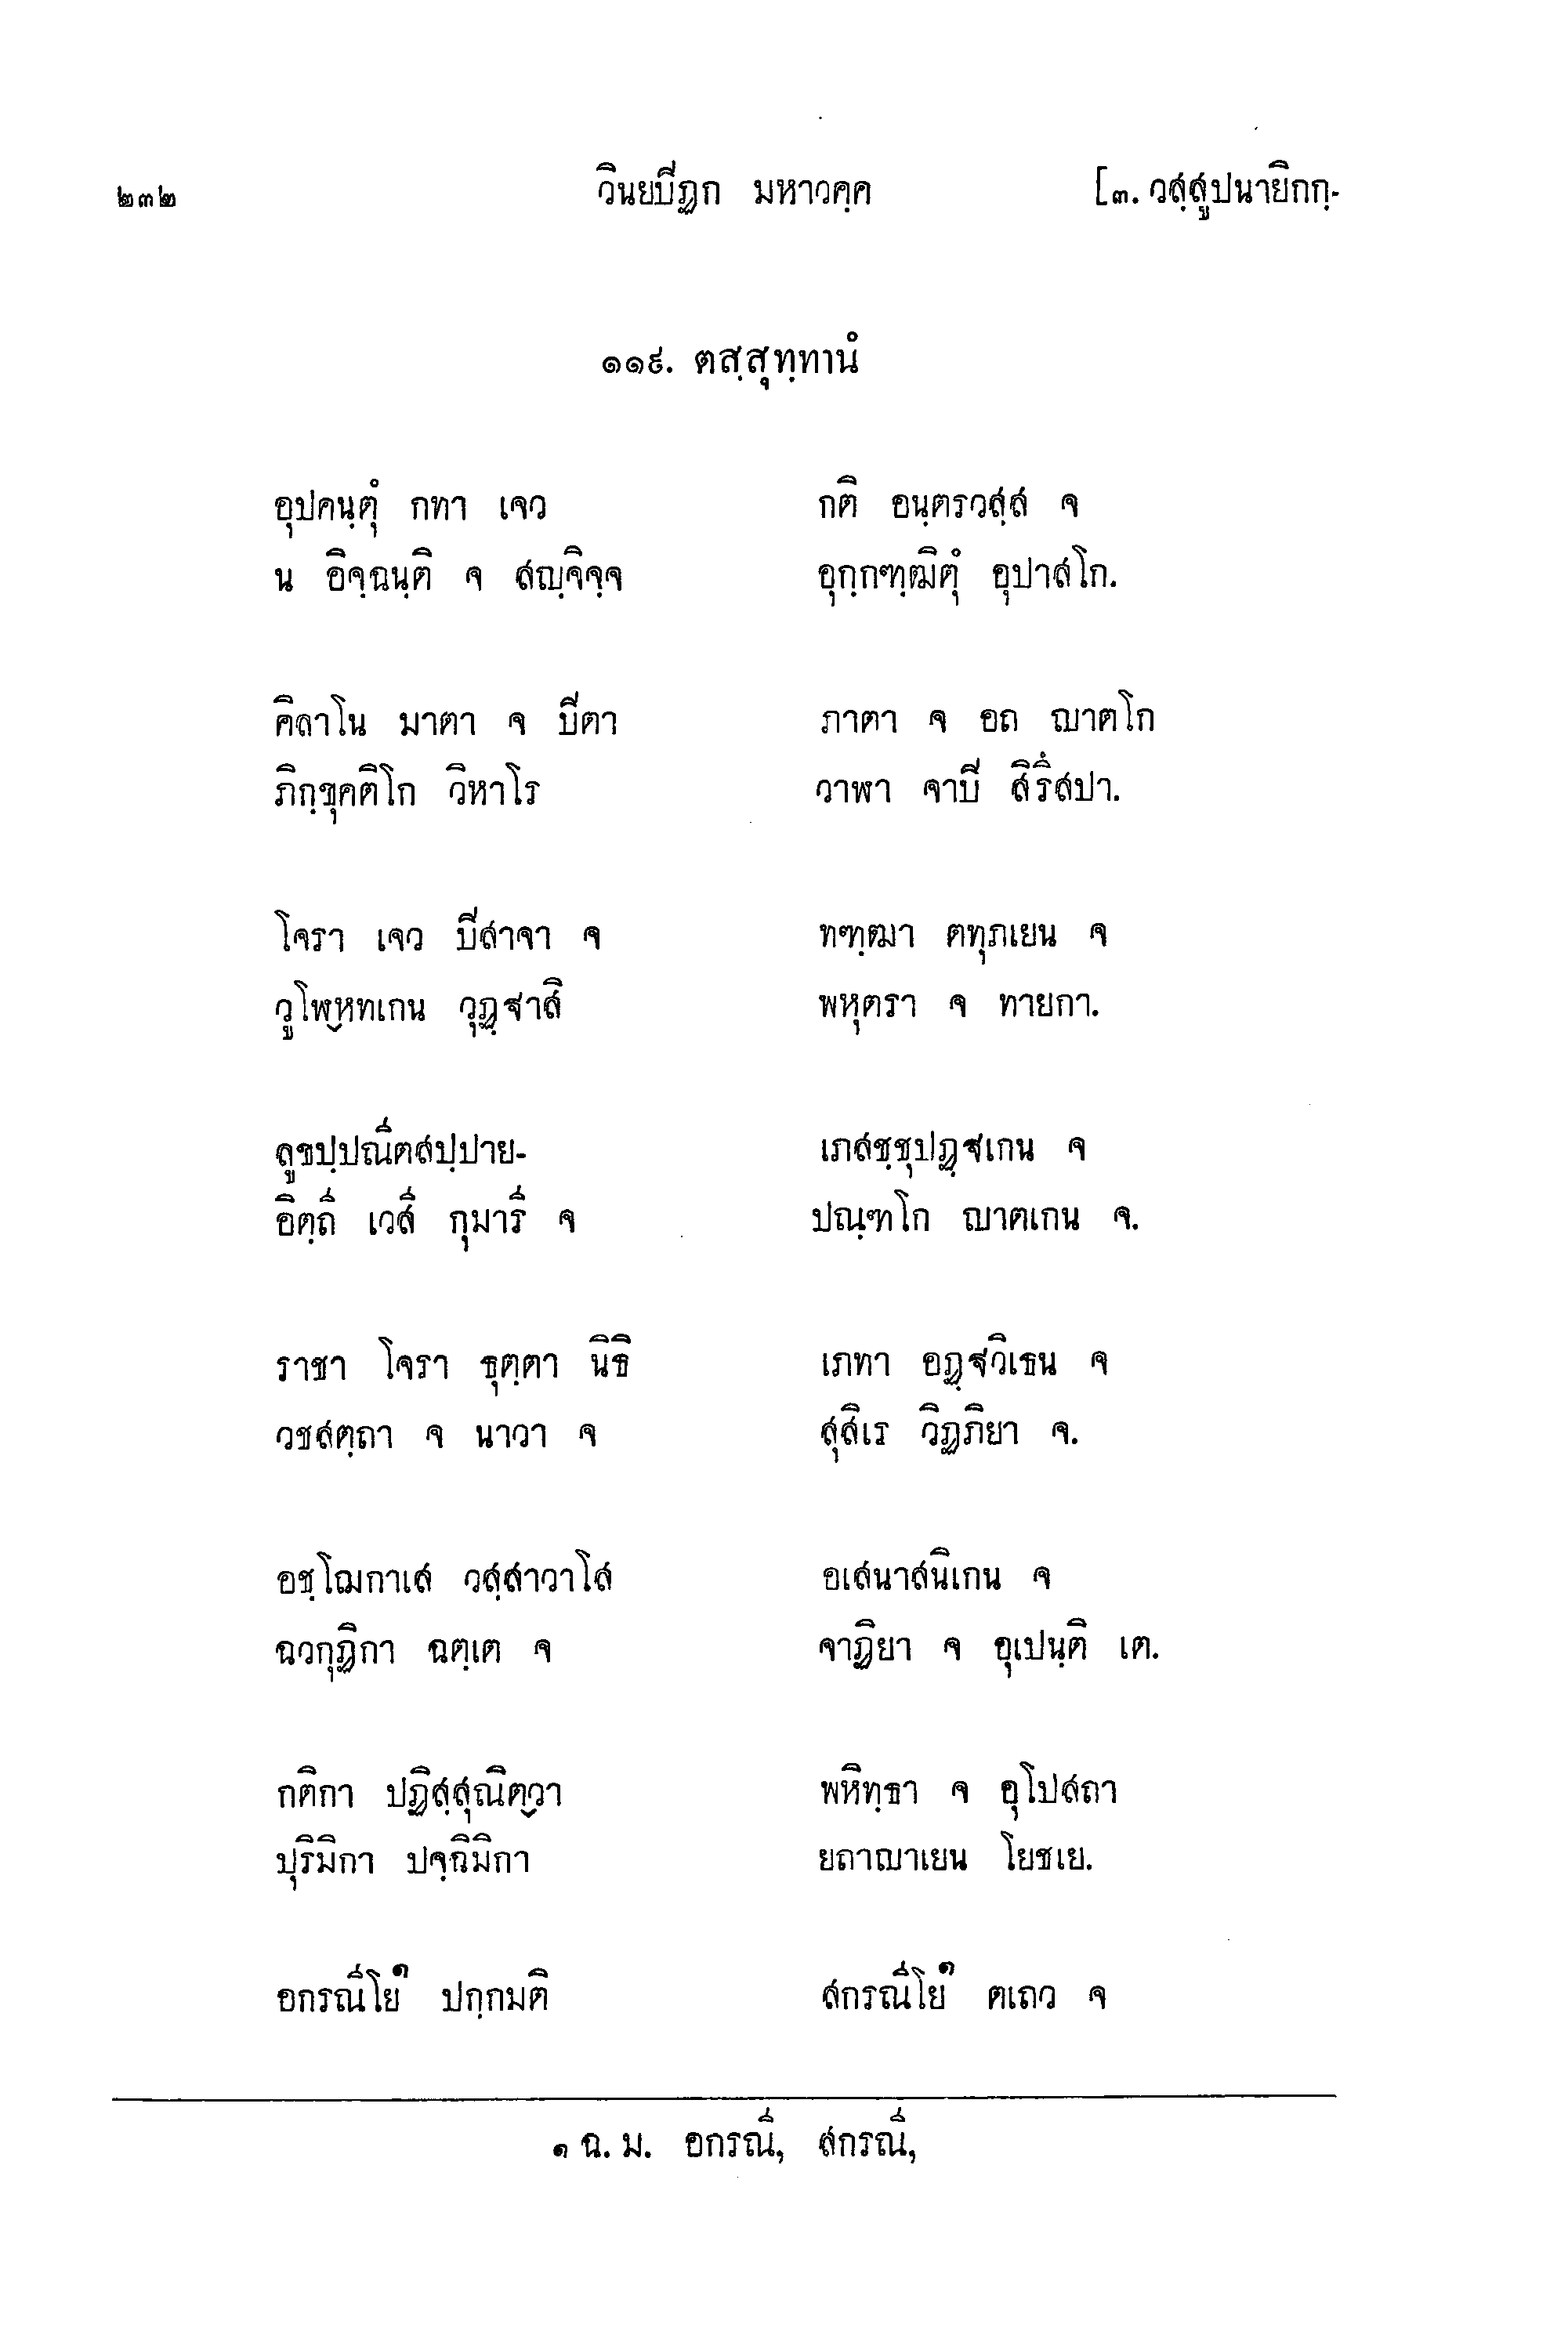 ๒๓๒ วินยปิฏก มหาวคฺค [๓. วสฺสูปนายิกกฺ-
๑๑๙. ตสฺสุทฺทานํ
อุปคนฺตุํ กทา เจว กติ อนฺตรวสฺส จ
น อิจฺฉนฺติ จ สญฺจิจฺจ อุกฺกฑฺฒิตุํ อุปาสโก.
คิลาโน มาตา จ ปิตา ภาตา จ อถ ญาตโก
ภิกฺขุคติโก วิหาโร วาฬา จาปิ สิรึสปา.
โจรา เจว ปิสาจา จ ทฑฺฒา ตทุภเยน จ
วูโฬฺหทเกน วุฏฺฐาสิ พหุตรา จ ทายกา.
ลูขปฺปณีตสปฺปาย- เภสชฺชุปฏฺฐเกน จ
อิตฺถี เวสี กุมารี จ ปณฺฑโก ญาตเกน จ.
ราชา โจรา ธุตฺตา นิธิ เภทา อฏฺฐวิเธน จ
วชสตฺถา จ นาวา จ สุสิเร วิฏภิยา จ.
อชฺโฌกาเส วสฺสาวาโส อเสนาสนิเกน จ
ฉวกุฏิกา ฉตฺเต จ จาฏิยา จ อุเปนฺติ เต.
กติกา ปฏิสฺสุณิตฺวา พหิทฺธา จ อุโปสถา
ปุริมิกา ปจฺฉิมิกา ยถาญาเยน โยชเย.
อกรณีโย๑ ปกฺกมติ สกรณีโย๑ ตเถว จ
๑ ฉ. ม. อกรณี, สกรณี,